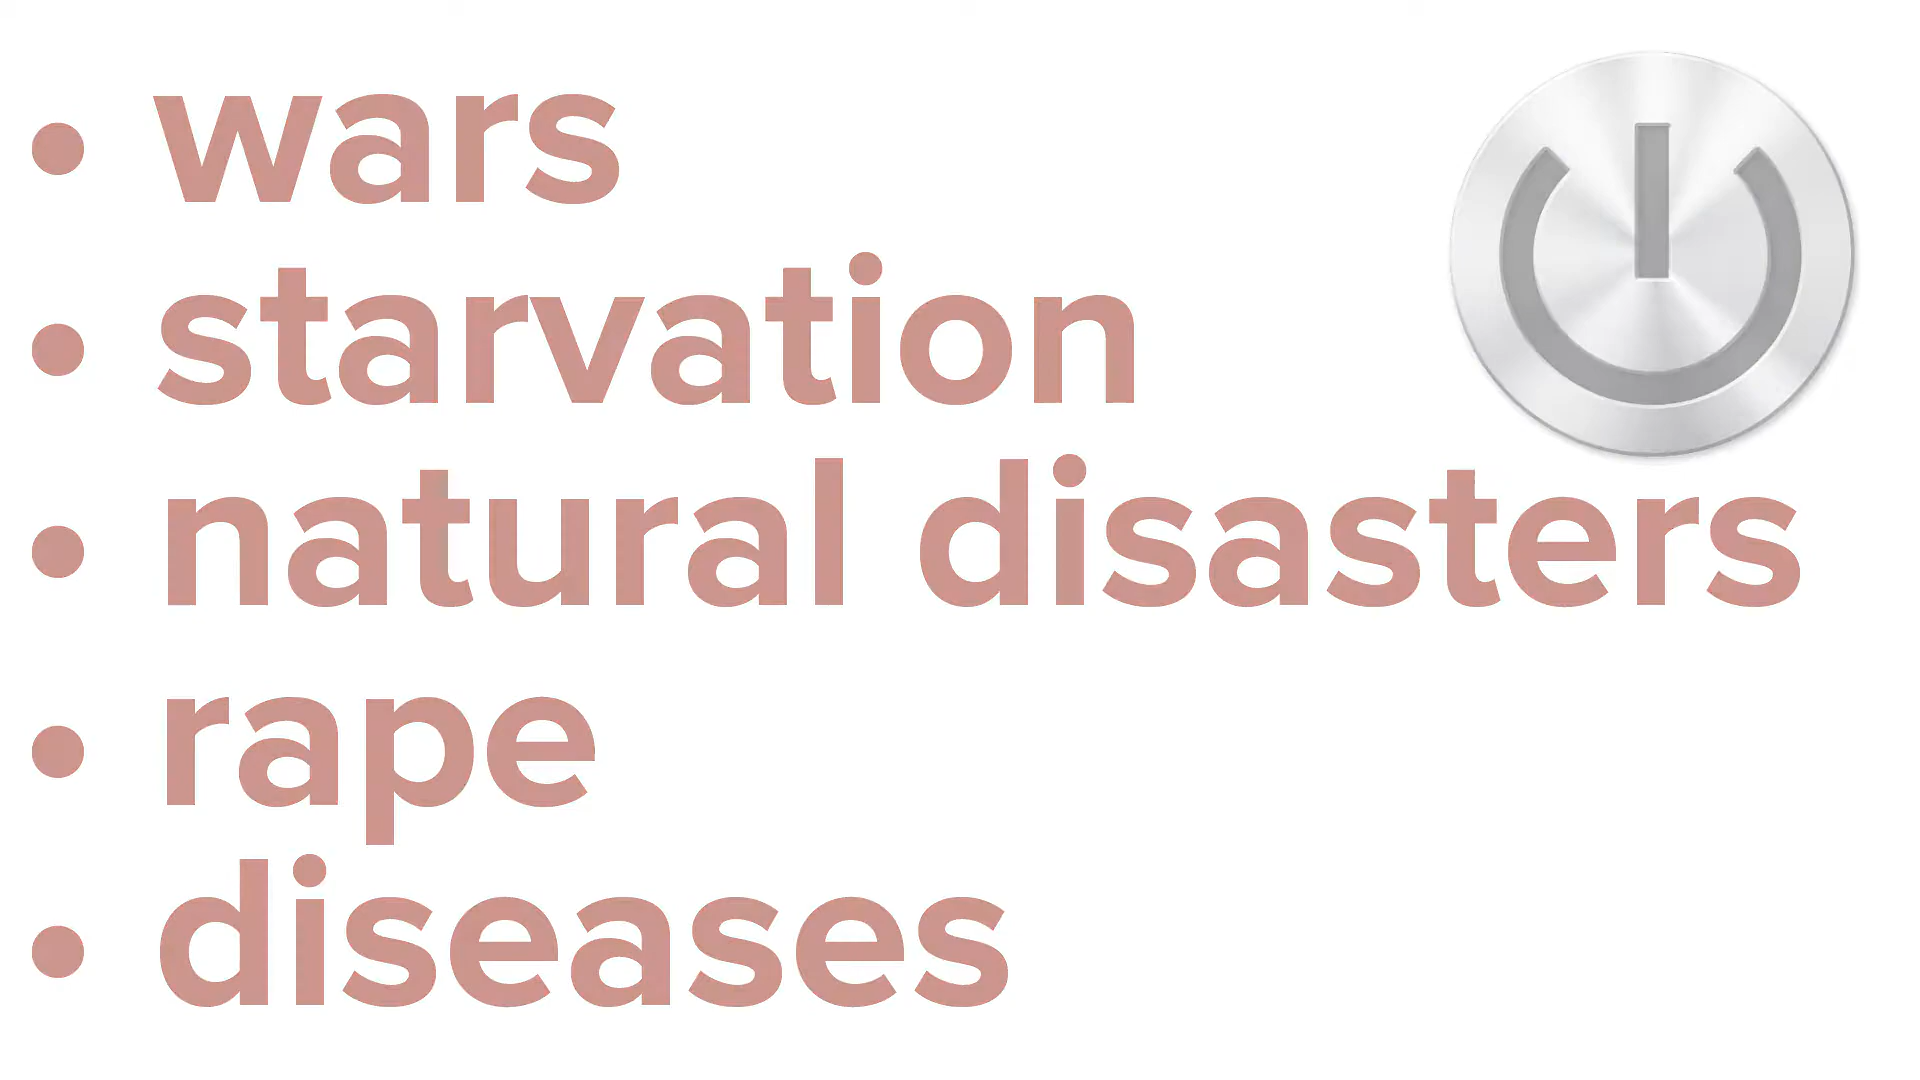 • wars
• starvation
• natural disasters
• rape
• diseases